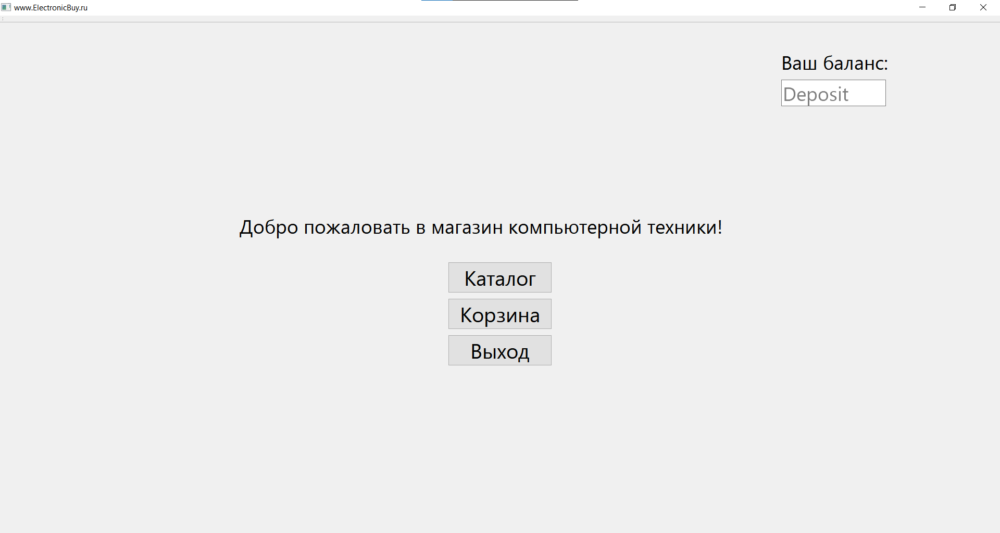 www.ElectronicBuy.ru
Ваш баланс:
Deposit
Добро пожаловать в магазин компьютерной техники!
Каталог
Корзина
Выход